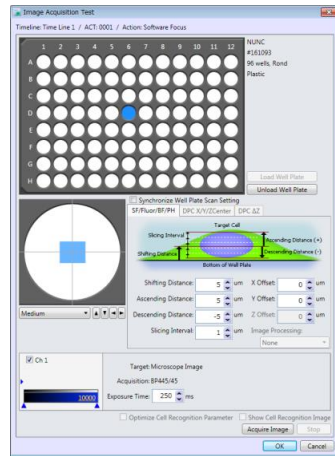 Image Acquisition Test
Timeline: Time Line 1 / ACT: 0001 / Action: Software Focus
1 2 3 4 5 6 7 8 9 10 11 12
A
B
C
D
E
F
G
H
NUNC
#161093
96 wells, Rond
Plastic
Load Well Plate
Unload Well Plate
Synchronize Well Plate Scan Setting
SF/Fluor/BF/PH DPC X/Y/ZCenter DPC ΔZ
Target Cell
Slicing Interval
Ascending Distance (+)
Shifting Distance
Descending Distance (-)
Bottom of Well Plate
Medium
Shifting Distance: 5 um X Offset: 0 um
Ascending Distance: 5 um Y Offset: 0 um
Descending Distance: -5 um Z Offset: 0 um
Slicing Interval: 1 um Image Processing:
None
Ch 1
10000
Target: Microscope Image
Acquisition: BP445/45
Exposure Time: 250 ms
Optimize Cell Recognition Parameter Show Cell Recognition Image
Acquire Image Stop
OK Cancel